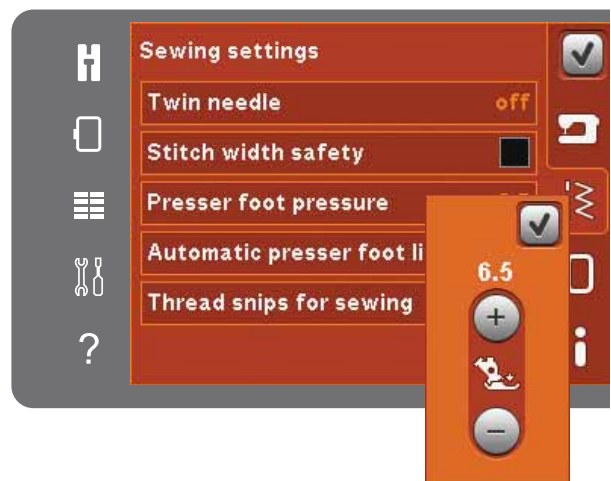 Sewing settings
Twin needle off
Stitch width safety
Presser foot pressure
Automatic presser foot li
Thread snips for sewing
6.5
+
−
?
i